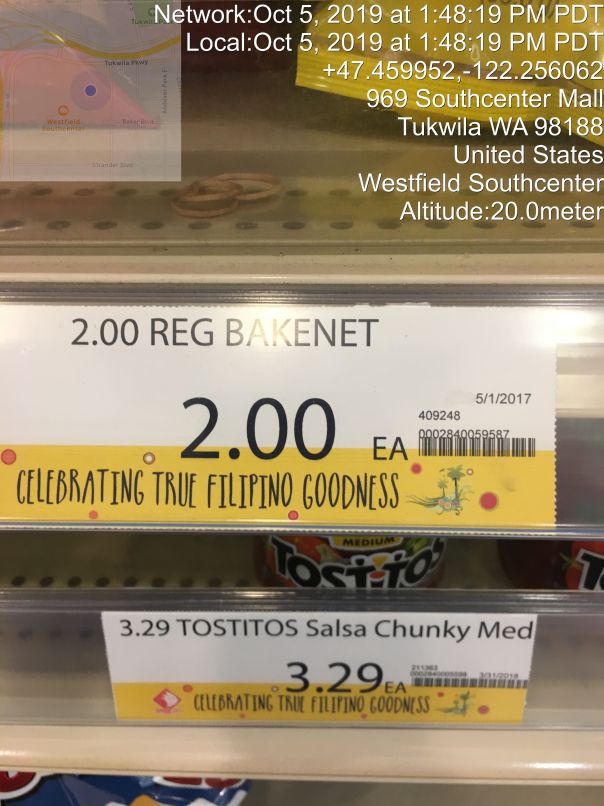 Network:Oct 5, 2019 at 1:48:19 PM PDT
Local:Oct 5, 2019 at 1:48:19 PM PDT
+47.459952,-122.256062
969 Southcenter Mall
Tukwila WA 98188
United States
Westfield Southcenter
Altitude:20.0meter
Tukwila Pkwy
Westfield
Southcenter
Baker Blvd
Strander Blvd
2.00 REG BAKENET
2.00 EA
5/1/2017
409248
0002840059587
CELEBRATING TRUE FILIPINO GOODNESS
MEDIUM
TOSTITOS
3.29 TOSTITOS Salsa Chunky Med
3.29 EA
211363
0002840005598 3/31/2018
CELEBRATING TRUE FILIPINO GOODNESS